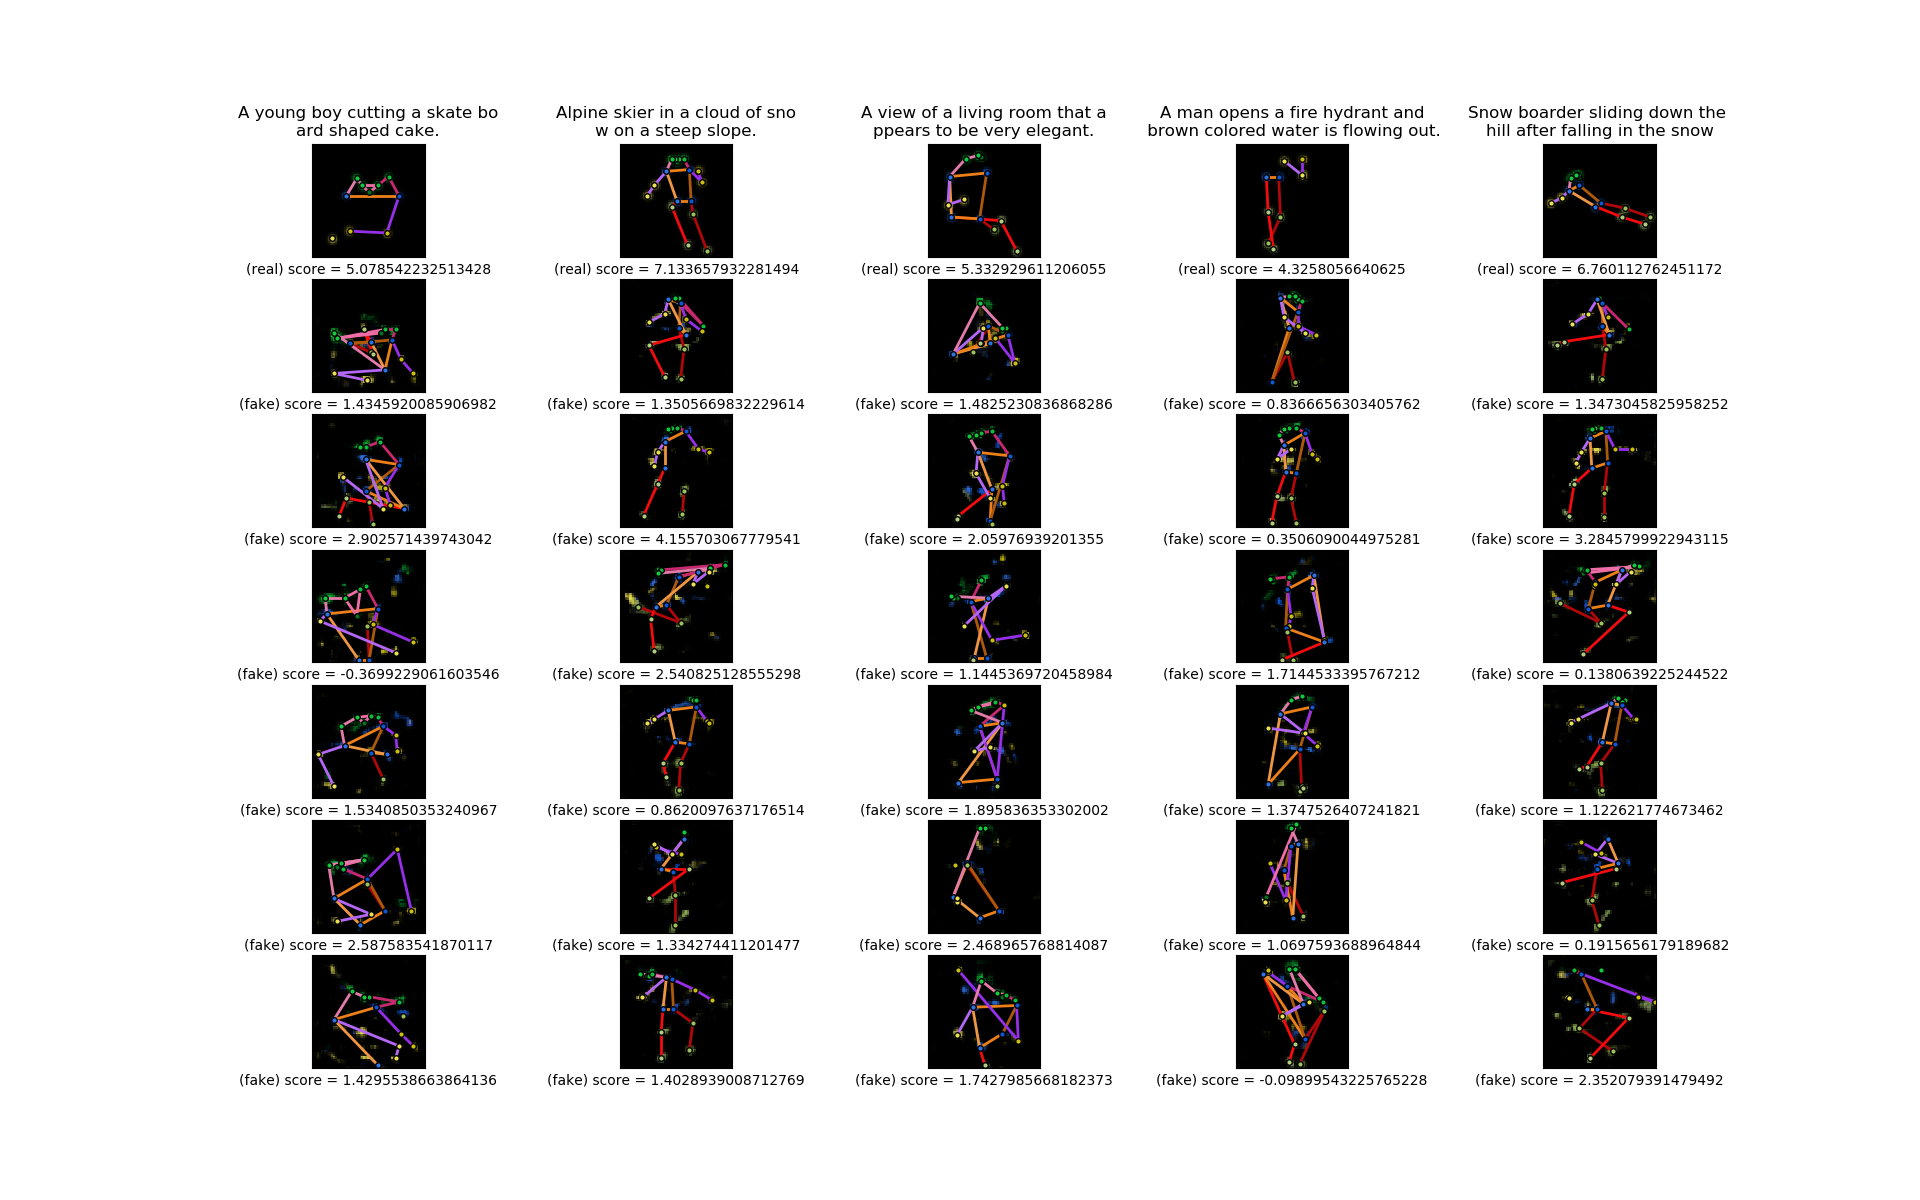 A young boy cutting a skate bo
ard shaped cake.
Alpine skier in a cloud of sno
w on a steep slope.
A view of a living room that a
ppears to be very elegant.
A man opens a fire hydrant and
brown colored water is flowing out.
Snow boarder sliding down the
hill after falling in the snow
(real) score = 5.078542232513428
(real) score = 7.133657932281494
(real) score = 5.332929611206055
(real) score = 4.3258056640625
(real) score = 6.760112762451172
(fake) score = 1.4345920085906982
(fake) score = 1.3505669832229614
(fake) score = 1.4825230836868286
(fake) score = 0.8366656303405762
(fake) score = 1.3473045825958252
(fake) score = 2.902571439743042
(fake) score = 4.155703067779541
(fake) score = 2.05976939201355
(fake) score = 0.3506090044975281
(fake) score = 3.2845799922943115
(fake) score = -0.3699229061603546
(fake) score = 2.540825128555298
(fake) score = 1.1445369720458984
(fake) score = 1.7144533395767212
(fake) score = 0.1380639225244522
(fake) score = 1.5340850353240967
(fake) score = 0.8620097637176514
(fake) score = 1.895836353302002
(fake) score = 1.3747526407241821
(fake) score = 1.122621774673462
(fake) score = 2.587583541870117
(fake) score = 1.334274411201477
(fake) score = 2.468965768814087
(fake) score = 1.0697593688964844
(fake) score = 0.1915656179189682
(fake) score = 1.4295538663864136
(fake) score = 1.4028939008712769
(fake) score = 1.7427985668182373
(fake) score = -0.09899543225765228
(fake) score = 2.352079391479492